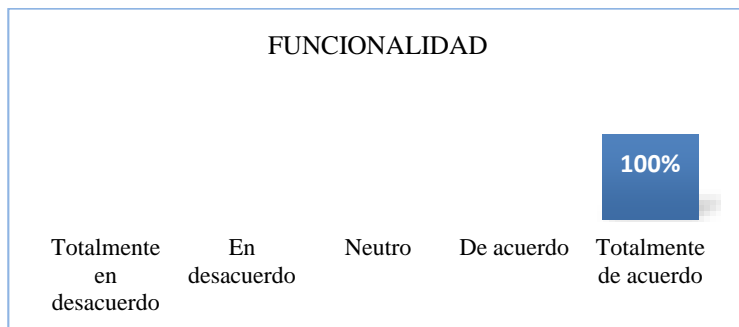 FUNCIONALIDAD
100%
Totalmente
en
desacuerdo
En
desacuerdo
Neutro
De acuerdo
Totalmente
de acuerdo